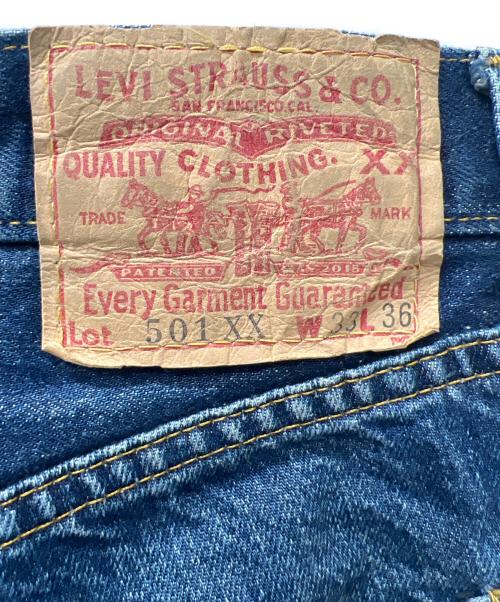 LEVI STRAUSS & CO.
SAN FRANCISCO, CAL.
ORIGINAL RIVETED
QUALITY CLOTHING. XX
TRADE MARK
PATENTED
Every Garment Guaranteed
Lot 501 XX W 33 L 36